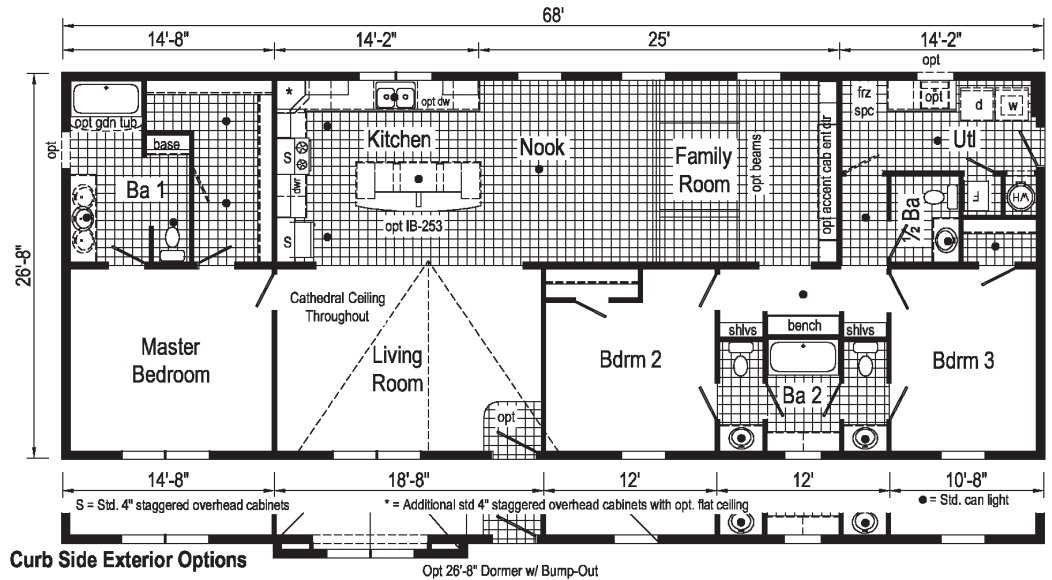 68'
14'-8" 14'-2" 25' 14'-2"
opt
opt gdn tub
base
opt
Ba 1
*
opt dw
S
dwr
S
Kitchen
opt IB-253
Nook
Family
Room
opt beams
opt accent cab ent ctr
frz
spc
opt
d
w
Utl
F
HW
½ Ba
26'-8"
Cathedral Ceiling
Throughout
Master
Bedroom
Living
Room
opt
Bdrm 2
shlvs
bench
shlvs
Ba 2
Bdrm 3
14'-8" 18'-8" 12' 12' 10'-8"
S = Std. 4" staggered overhead cabinets
* = Additional std 4" staggered overhead cabinets with opt. flat ceiling
● = Std. can light
Curb Side Exterior Options
Opt 26'-8" Dormer w/ Bump-Out